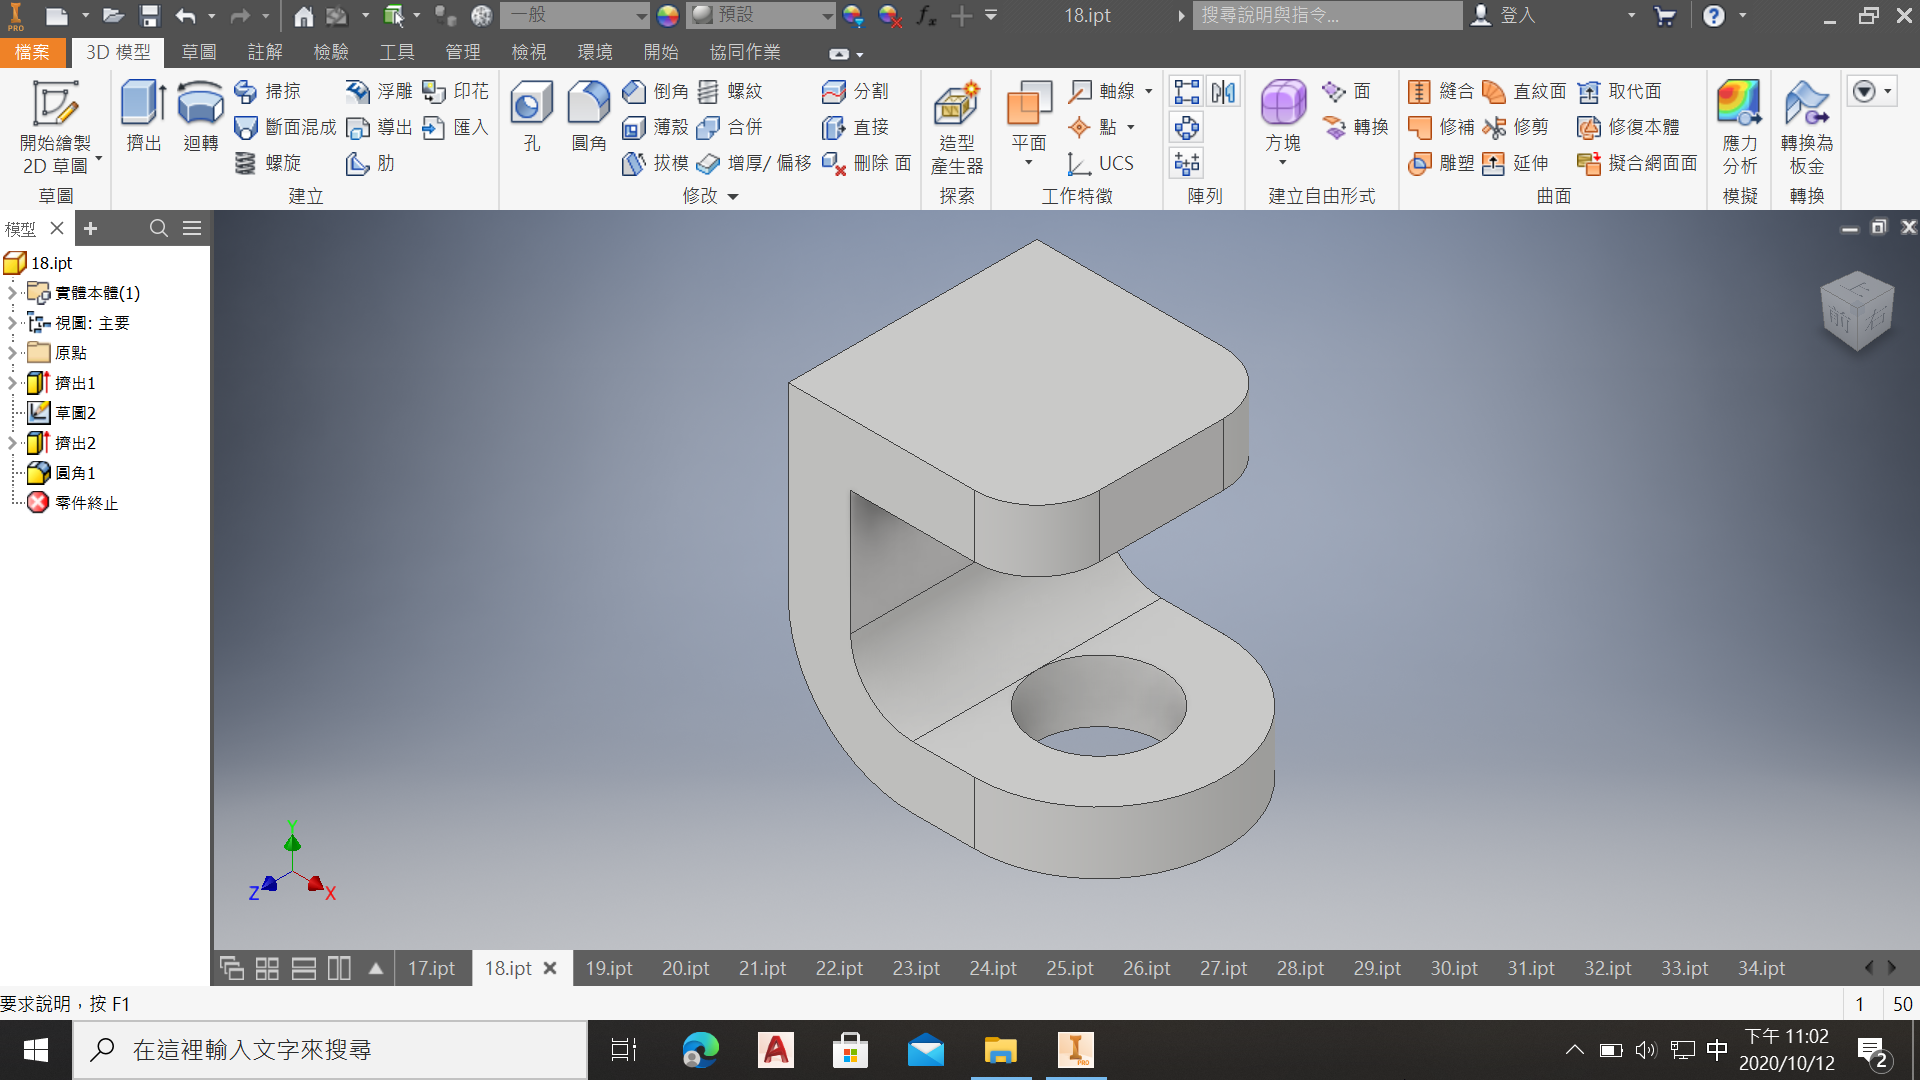 PRO
一般
預設
18.ipt
搜尋說明與指令...
登入
檔案 3D 模型 草圖 註解 檢驗 工具 管理 檢視 環境 開始 協同作業
開始繪製
2D 草圖
草圖
擠出
迴轉
掃掠
斷面混成
螺旋
浮雕
導出
肋
印花
匯入
建立
孔
圓角
倒角
薄殼
拔模
螺紋
合併
增厚/ 偏移
分割
直接
刪除 面
修改
造型
產生器
探索
平面
軸線
點
UCS
工作特徵
陣列
方塊
面
轉換
建立自由形式
縫合
修補
雕塑
直紋面
修剪
延伸
取代面
修復本體
擬合網面面
曲面
應力
分析
模擬
轉換為
板金
轉換
模型
18.ipt
實體本體(1)
視圖: 主要
原點
擠出1
草圖2
擠出2
圓角1
零件終止
上
前
右
Y
Z
X
17.ipt 18.ipt 19.ipt 20.ipt 21.ipt 22.ipt 23.ipt 24.ipt 25.ipt 26.ipt 27.ipt 28.ipt 29.ipt 30.ipt 31.ipt 32.ipt 33.ipt 34.ipt
要求說明，按 F1
1 50
在這裡輸入文字來搜尋
中
下午 11:02
2020/10/12
2